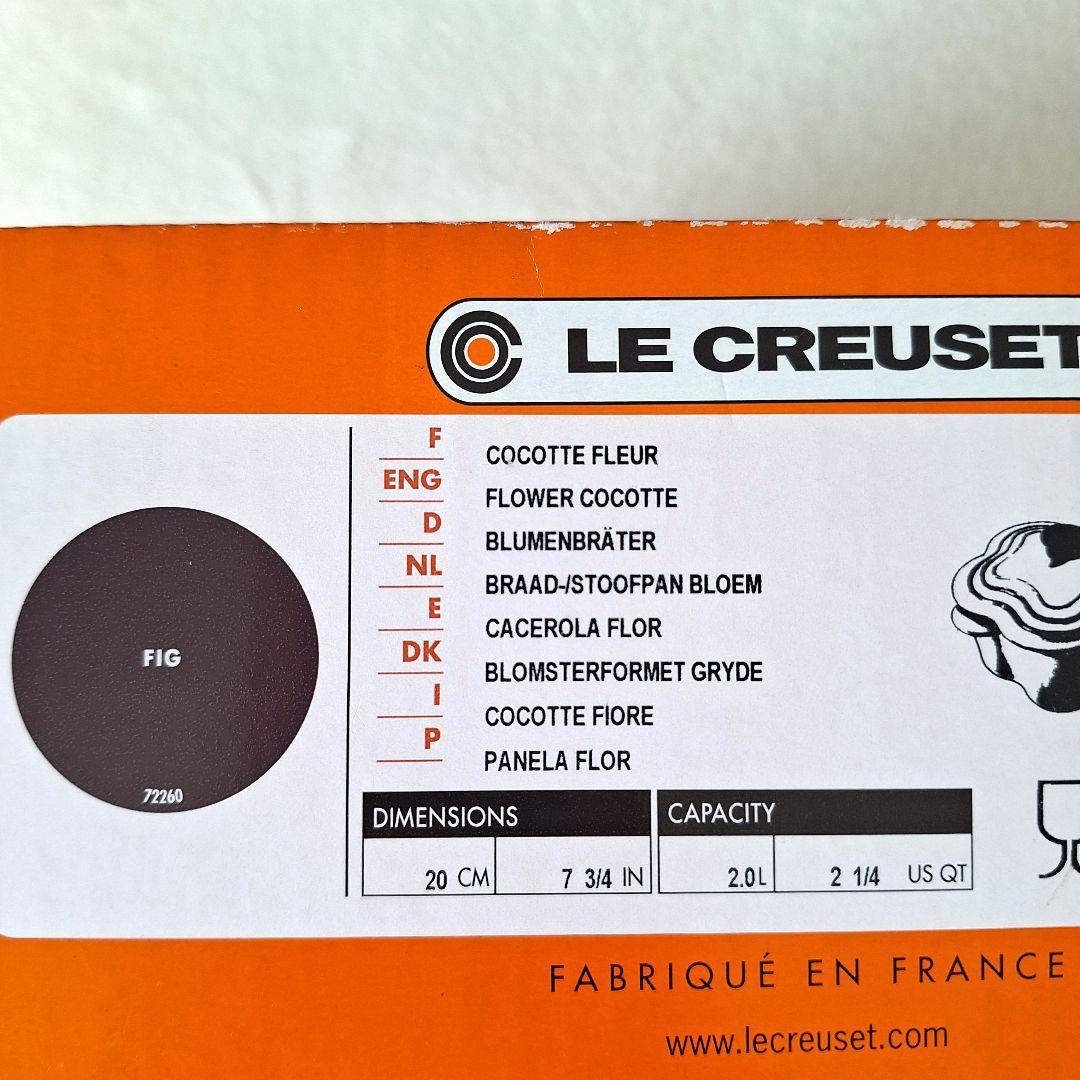 LE CREUSET
F COCOTTE FLEUR
ENG FLOWER COCOTTE
D BLUMENBRÄTER
NL BRAAD-/STOOFPAN BLOEM
E CACEROLA FLOR
DK BLOMSTERFORMET GRYDE
I COCOTTE FIORE
P PANELA FLOR
FIG
72260
DIMENSIONS CAPACITY
20 CM 7 3/4 IN 2.0L 2 1/4 US QT
FABRIQUÉ EN FRANCE
www.lecreuset.com